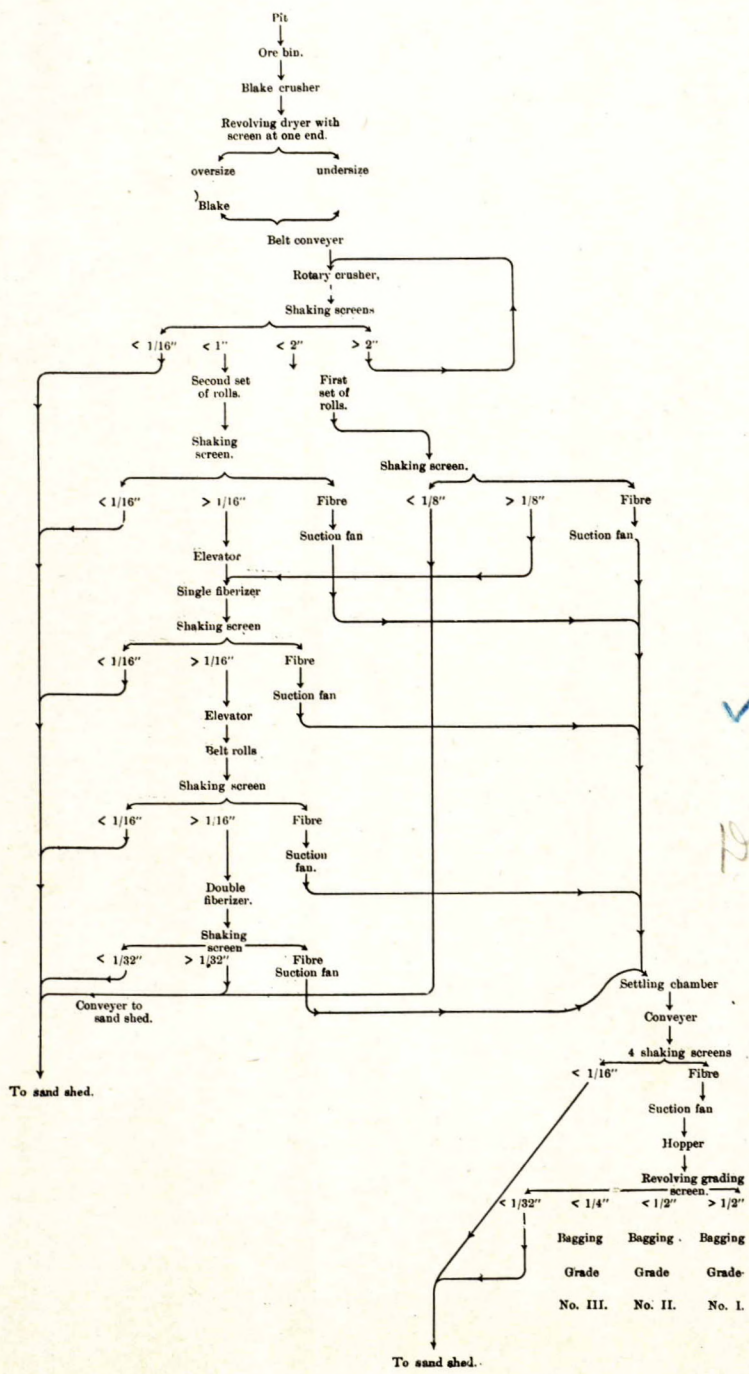 Pit
Ore bin.
Blake crusher
Revolving dryer with
screen at one end.
oversize undersize
Blake
Belt conveyer
Rotary crusher,
Shaking screens
< 1/16" < 1" < 2" > 2"
Second set
of rolls.
First
set of
rolls.
Shaking
screen.
Shaking screen.
< 1/16" > 1/16" Fibre < 1/8" > 1/8" Fibre
Suction fan Suction fan
Elevator
Single fiberizer
Shaking screen
< 1/16" > 1/16" Fibre
Suction fan
Elevator
Belt rolls
Shaking screen
< 1/16" > 1/16" Fibre
Suction
fan.
Double
fiberizer.
Shaking
screen
< 1/32" > 1/32" Fibre
Suction fan
Settling chamber
Conveyer to
sand shed.
Conveyer
4 shaking screens
< 1/16" Fibre
To sand shed.
Suction fan
Hopper
Revolving grading
screen.
< 1/32" < 1/4" < 1/2" > 1/2"
Bagging Bagging . Bagging
Grade Grade Grade
No. III. No. II. No. I.
To sand shed.